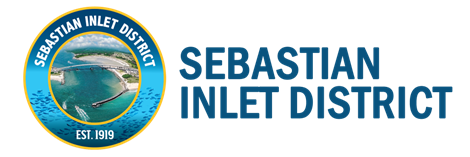 SEBASTIAN INLET DISTRICT
EST. 1919
SEBASTIAN
INLET DISTRICT